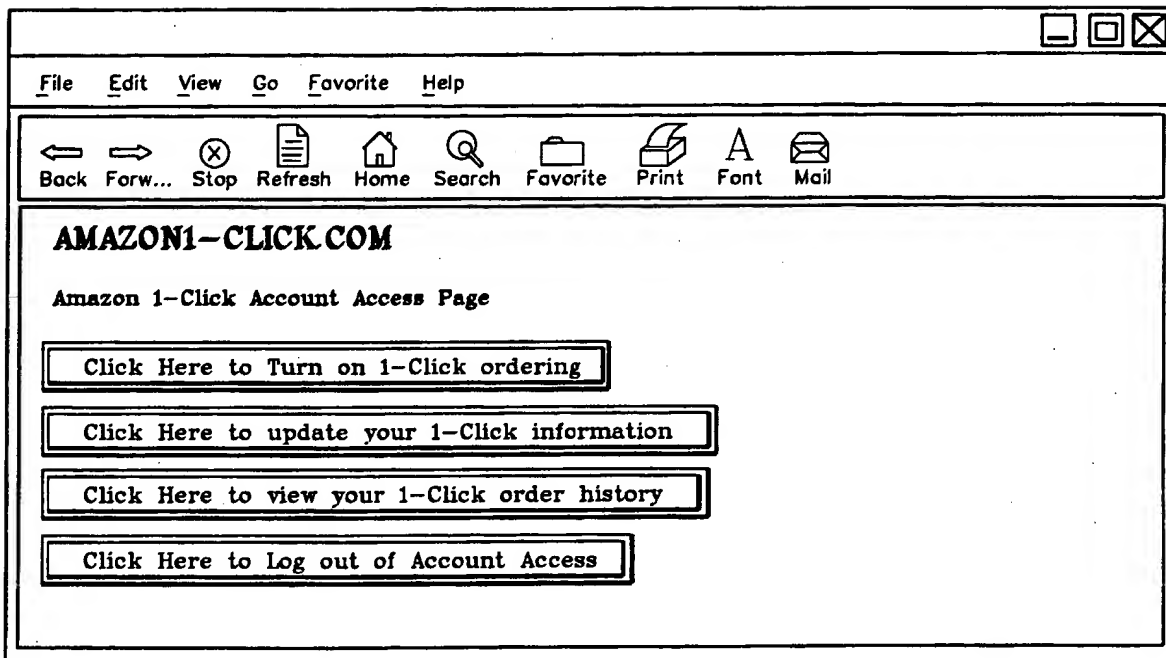 File Edit View Go Favorite Help
Back Forw... Stop Refresh Home Search Favorite Print A Font Mail
AMAZON1-CLICK.COM
Amazon 1-Click Account Access Page
Click Here to Turn on 1-Click ordering
Click Here to update your 1-Click information
Click Here to view your 1-Click order history
Click Here to Log out of Account Access